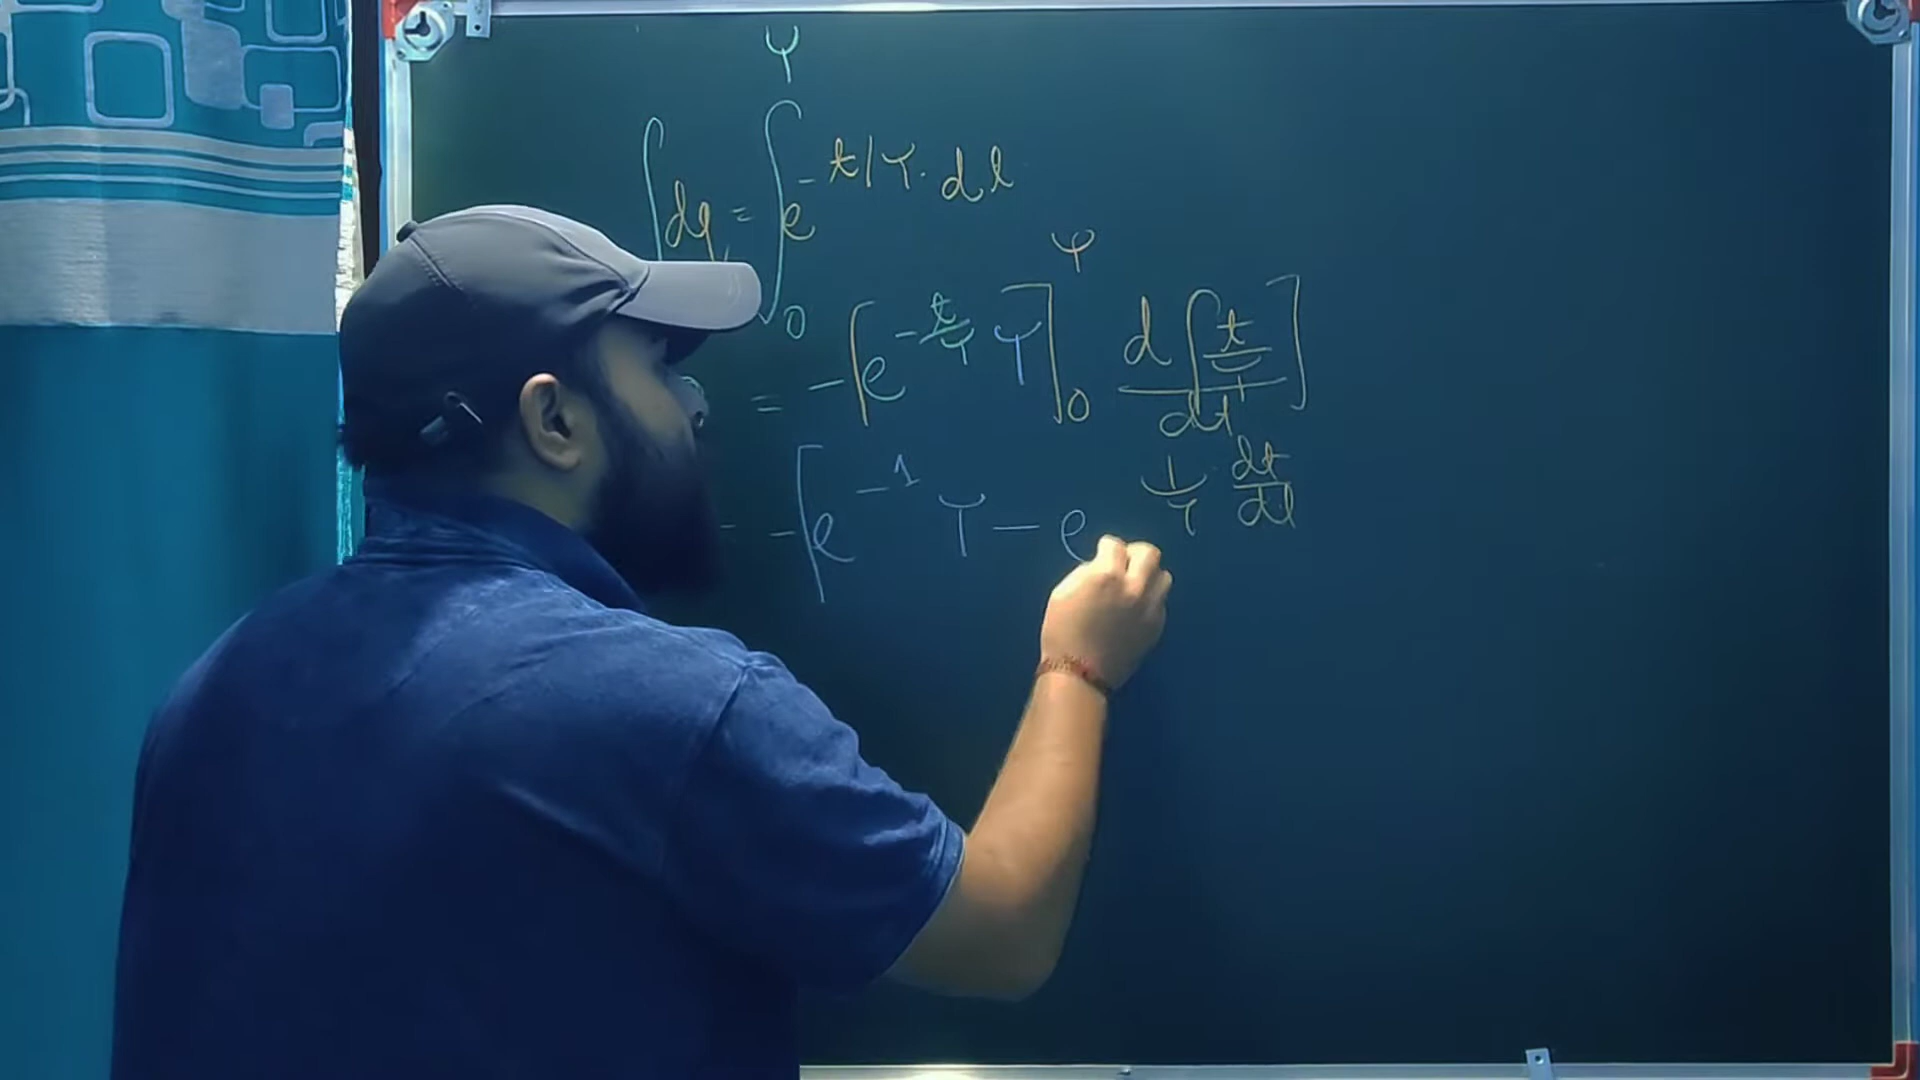 ∫dq = ∫₀^τ e^(-t/τ) · dt
= -[e^(-t/τ) τ]₀^τ d[t/τ]/dt]
1/τ · dt/dt
= -[e^(-1) τ - e